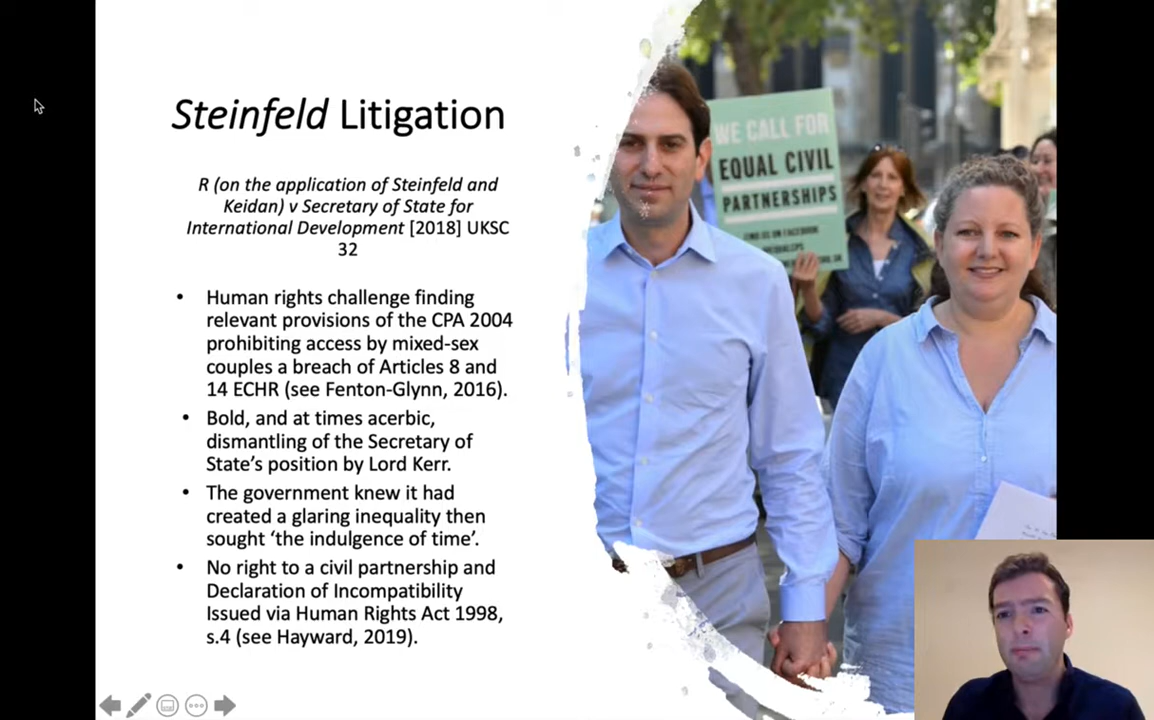 Steinfeld Litigation
R (on the application of Steinfeld and
Keidan) v Secretary of State for
International Development [2018] UKSC
32
• Human rights challenge finding
relevant provisions of the CPA 2004
prohibiting access by mixed-sex
couples a breach of Articles 8 and
14 ECHR (see Fenton-Glynn, 2016).
• Bold, and at times acerbic,
dismantling of the Secretary of
State’s position by Lord Kerr.
• The government knew it had
created a glaring inequality then
sought ‘the indulgence of time’.
• No right to a civil partnership and
Declaration of Incompatibility
Issued via Human Rights Act 1998,
s.4 (see Hayward, 2019).
WE CALL FOR
EQUAL CIVIL
PARTNERSHIPS
FIND US ON FACEBOOK